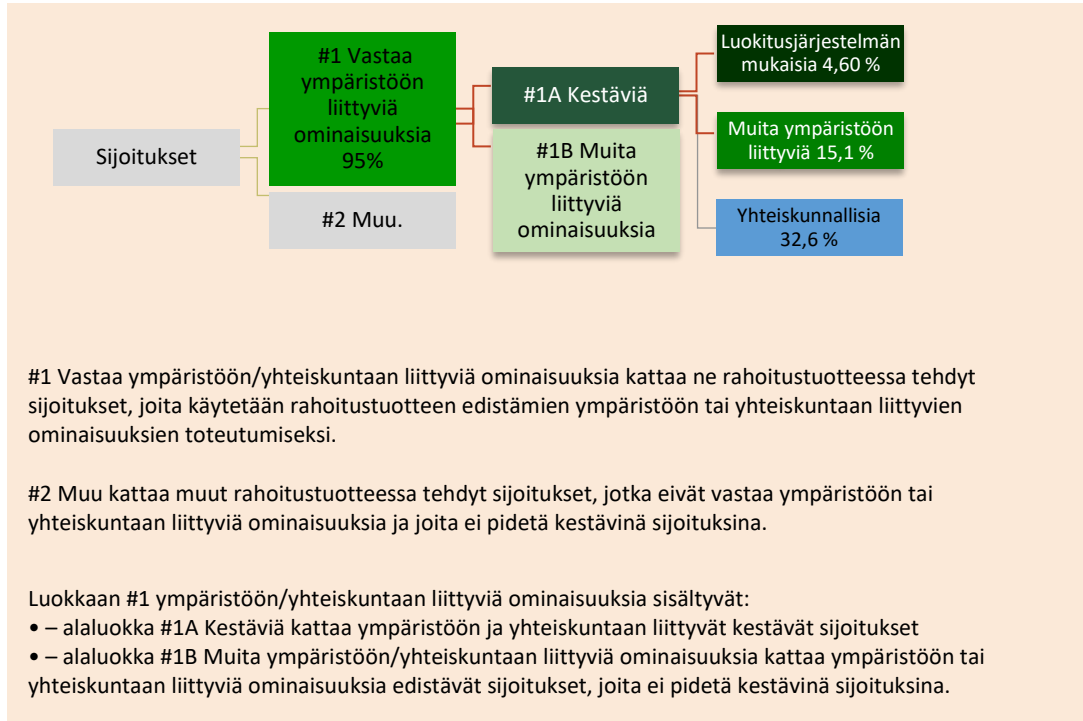 Sijoitukset
#1 Vastaa
ympäristöön
liittyviä
ominaisuuksia
95%
#2 Muu.
#1A Kestäviä
#1B Muita
ympäristöön
liittyviä
ominaisuuksia
Luokitusjärjestelmän
mukaisia 4,60 %
Muita ympäristöön
liittyviä 15,1 %
Yhteiskunnallisia
32,6 %
#1 Vastaa ympäristöön/yhteiskuntaan liittyviä ominaisuuksia kattaa ne rahoitustuotteessa tehdyt
sijoitukset, joita käytetään rahoitustuotteen edistämien ympäristöön tai yhteiskuntaan liittyvien
ominaisuuksien toteutumiseksi.
#2 Muu kattaa muut rahoitustuotteessa tehdyt sijoitukset, jotka eivät vastaa ympäristöön tai
yhteiskuntaan liittyviä ominaisuuksia ja joita ei pidetä kestävinä sijoituksina.
Luokkaan #1 ympäristöön/yhteiskuntaan liittyviä ominaisuuksia sisältyvät:
• – alaluokka #1A Kestäviä kattaa ympäristöön ja yhteiskuntaan liittyvät kestävät sijoitukset
• – alaluokka #1B Muita ympäristöön/yhteiskuntaan liittyviä ominaisuuksia kattaa ympäristöön tai
yhteiskuntaan liittyviä ominaisuuksia edistävät sijoitukset, joita ei pidetä kestävinä sijoituksina.